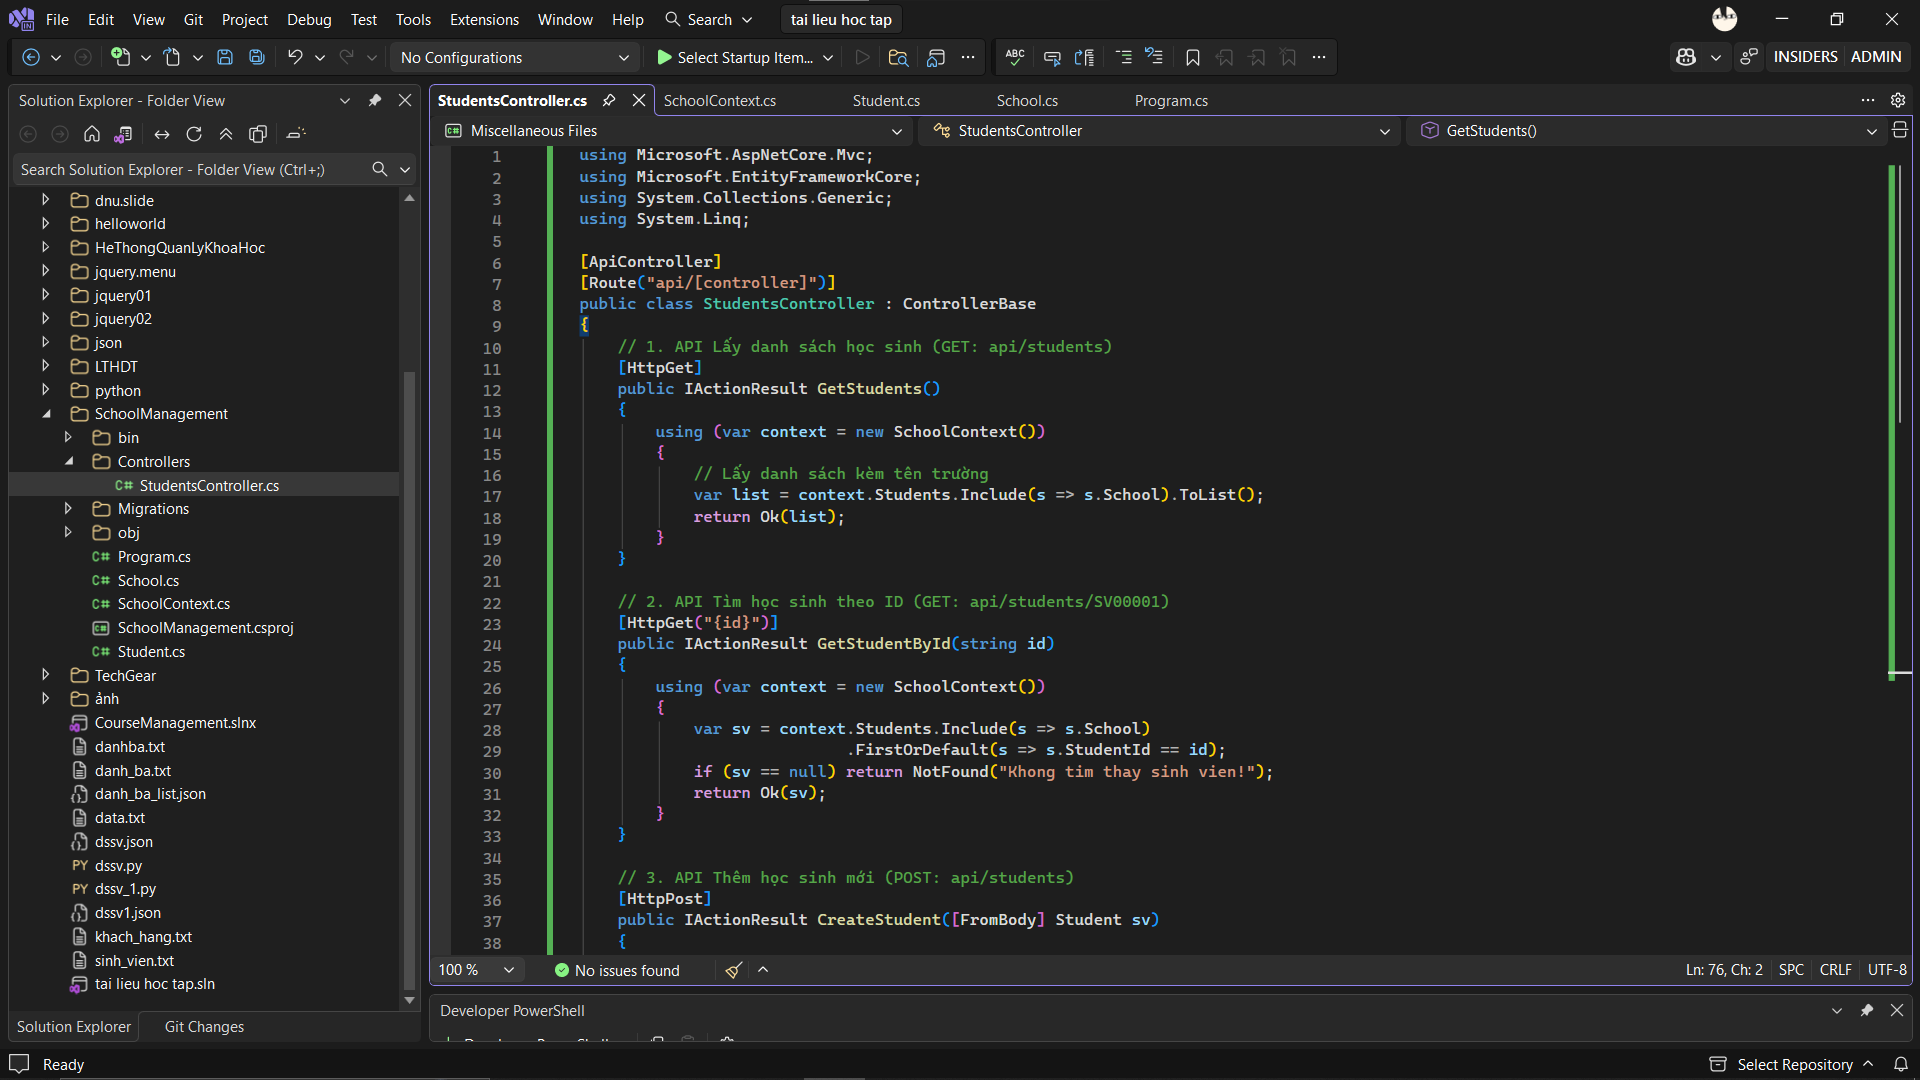 File Edit View Git Project Debug Test Tools Extensions Window Help Search tai lieu hoc tap
No Configurations Select Startup Item... INSIDERS ADMIN
Solution Explorer - Folder View
Search Solution Explorer - Folder View (Ctrl+;)
dnu.slide
helloworld
HeThongQuanLyKhoaHoc
jquery.menu
jquery01
jquery02
json
LTHDT
python
SchoolManagement
bin
Controllers
C# StudentsController.cs
Migrations
obj
C# Program.cs
C# School.cs
C# SchoolContext.cs
SchoolManagement.csproj
C# Student.cs
TechGear
ảnh
CourseManagement.slnx
danhba.txt
danh_ba.txt
danh_ba_list.json
data.txt
dssv.json
PY dssv.py
PY dssv_1.py
dssv1.json
khach_hang.txt
sinh_vien.txt
tai lieu hoc tap.sln
Solution Explorer Git Changes
StudentsController.cs SchoolContext.cs Student.cs School.cs Program.cs
C# Miscellaneous Files StudentsController GetStudents()
1 using Microsoft.AspNetCore.Mvc;
2 using Microsoft.EntityFrameworkCore;
3 using System.Collections.Generic;
4 using System.Linq;
5
6 [ApiController]
7 [Route("api/[controller]")]
8 public class StudentsController : ControllerBase
9 {
10 // 1. API Lấy danh sách học sinh (GET: api/students)
11 [HttpGet]
12 public IActionResult GetStudents()
13 {
14 using (var context = new SchoolContext())
15 {
16 // Lấy danh sách kèm tên trường
17 var list = context.Students.Include(s => s.School).ToList();
18 return Ok(list);
19 }
20 }
21
22 // 2. API Tìm học sinh theo ID (GET: api/students/SV00001)
23 [HttpGet("{id}")]
24 public IActionResult GetStudentById(string id)
25 {
26 using (var context = new SchoolContext())
27 {
28 var sv = context.Students.Include(s => s.School)
29 .FirstOrDefault(s => s.StudentId == id);
30 if (sv == null) return NotFound("Khong tim thay sinh vien!");
31 return Ok(sv);
32 }
33 }
34
35 // 3. API Thêm học sinh mới (POST: api/students)
36 [HttpPost]
37 public IActionResult CreateStudent([FromBody] Student sv)
38 {
100 % No issues found Ln: 76, Ch: 2 SPC CRLF UTF-8
Developer PowerShell
Ready Select Repository